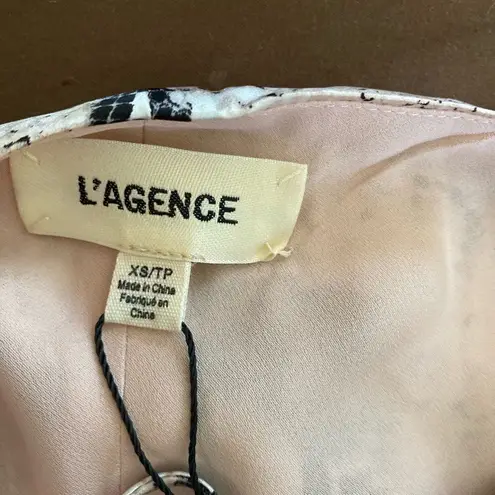 L'AGENCE
XS/TP
Made in China
Fabriqué en
Chine